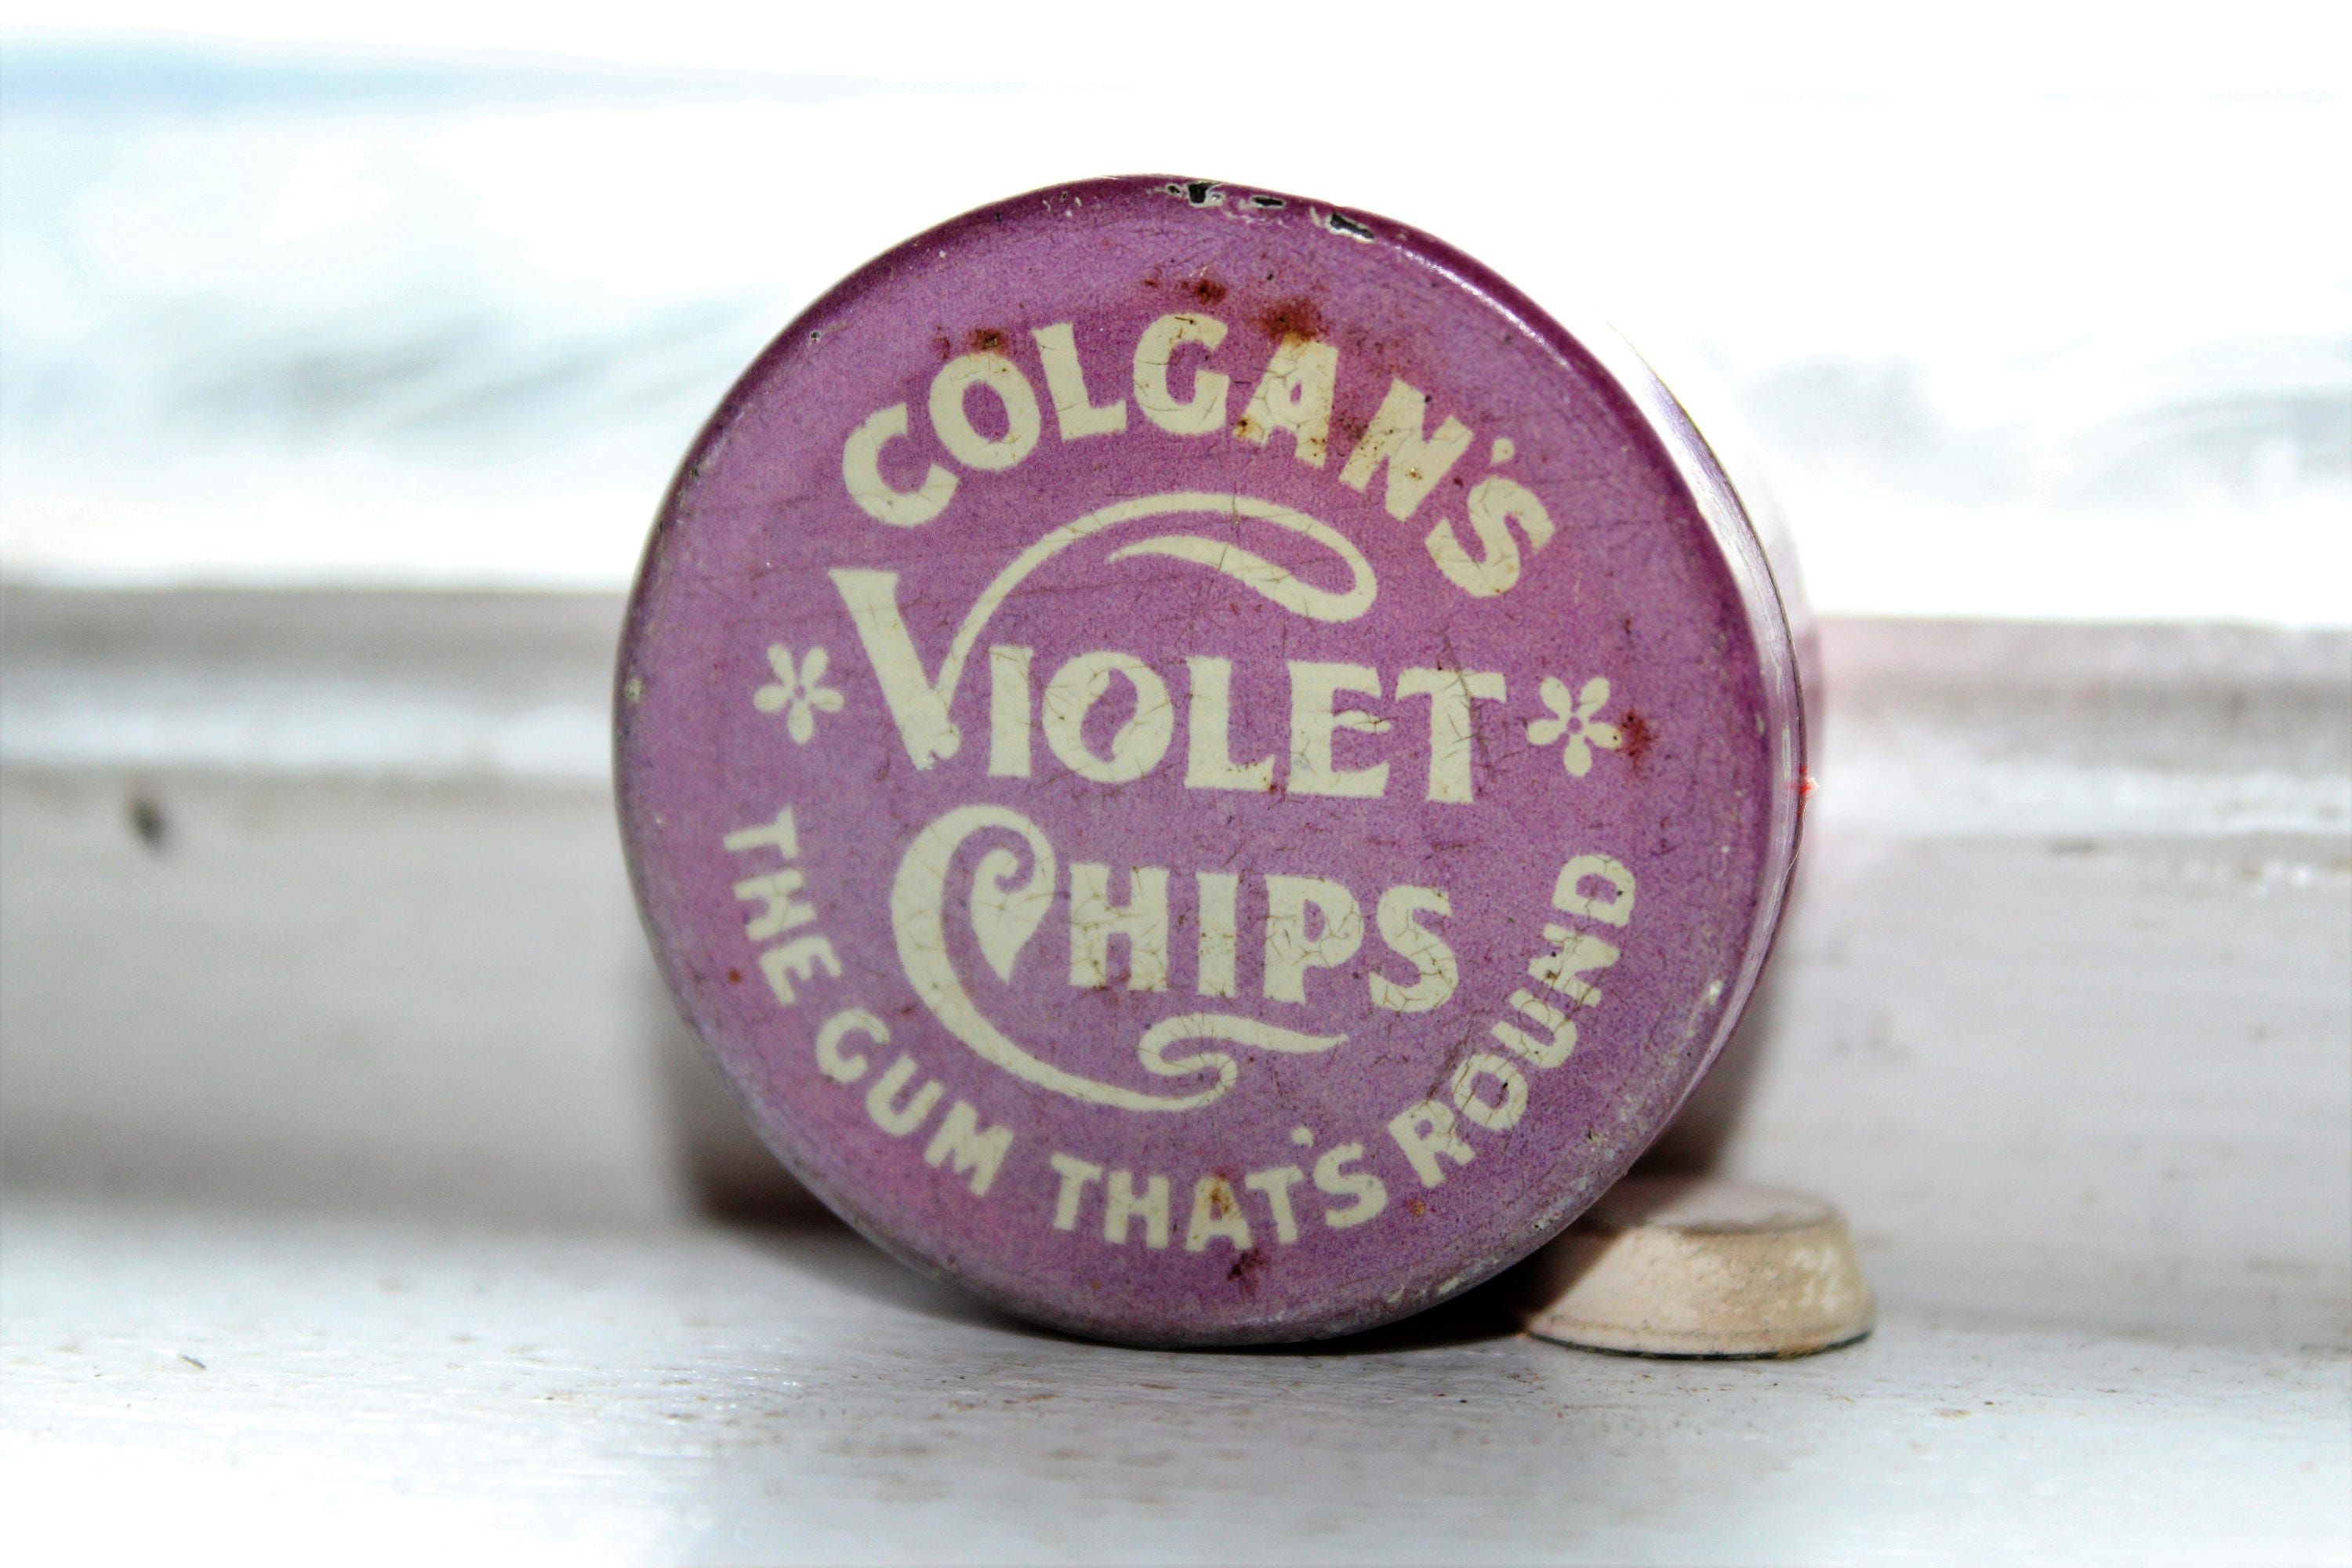 COLGAN'S
VIOLET
CHIPS
THE GUM THAT'S ROUND